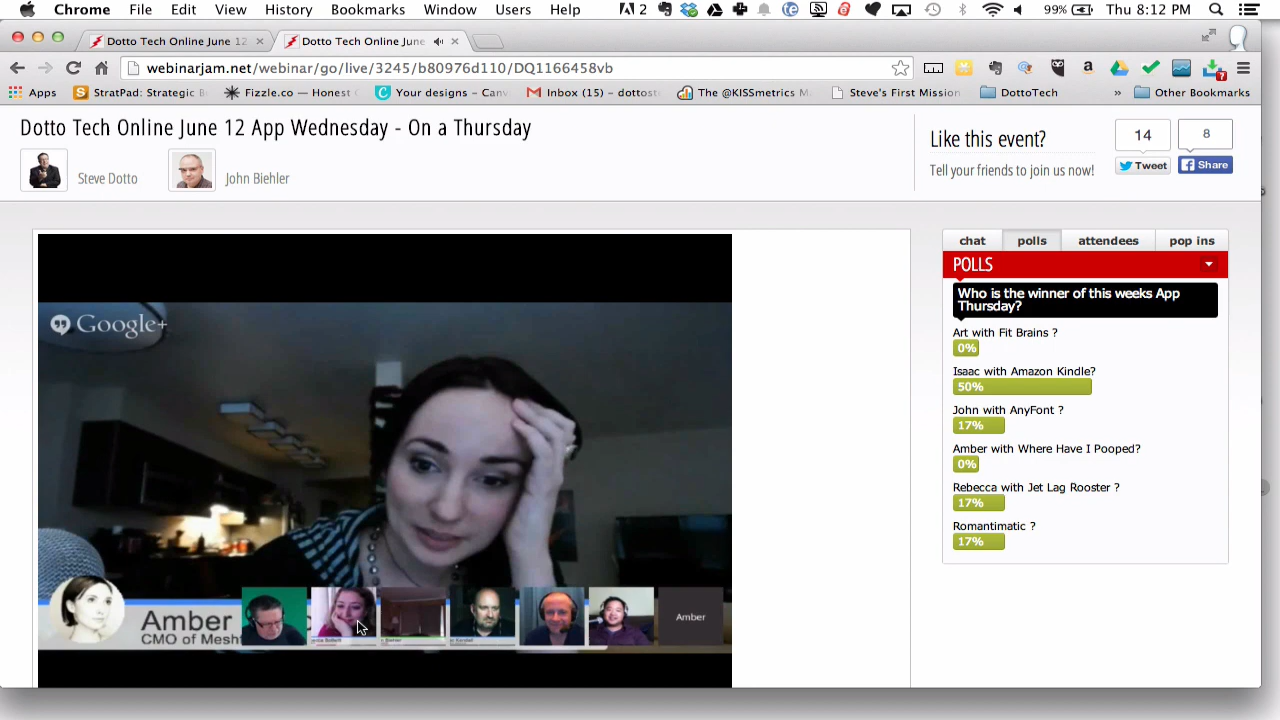 Chrome File Edit View History Bookmarks Window Users Help 2 99% Thu 8:12 PM
Dotto Tech Online June 12 Dotto Tech Online June
webinarjam.net/webinar/go/live/3245/b80976d110/DQ1166458vb
Apps StratPad: Strategic B Fizzle.co — Honest Your designs - Canv Inbox (15) - dottost The @KISSmetrics M Steve's First Mission DottoTech » Other Bookmarks
7
Dotto Tech Online June 12 App Wednesday - On a Thursday
Steve Dotto
John Biehler
Like this event?
Tell your friends to join us now!
14
8
Tweet
Share
Google+
Amber
CMO of Mesh
Amber
chat polls attendees pop ins
POLLS
Who is the winner of this weeks App
Thursday?
Art with Fit Brains ?
0%
Isaac with Amazon Kindle?
50%
John with AnyFont ?
17%
Amber with Where Have I Pooped?
0%
Rebecca with Jet Lag Rooster ?
17%
Romantimatic ?
17%